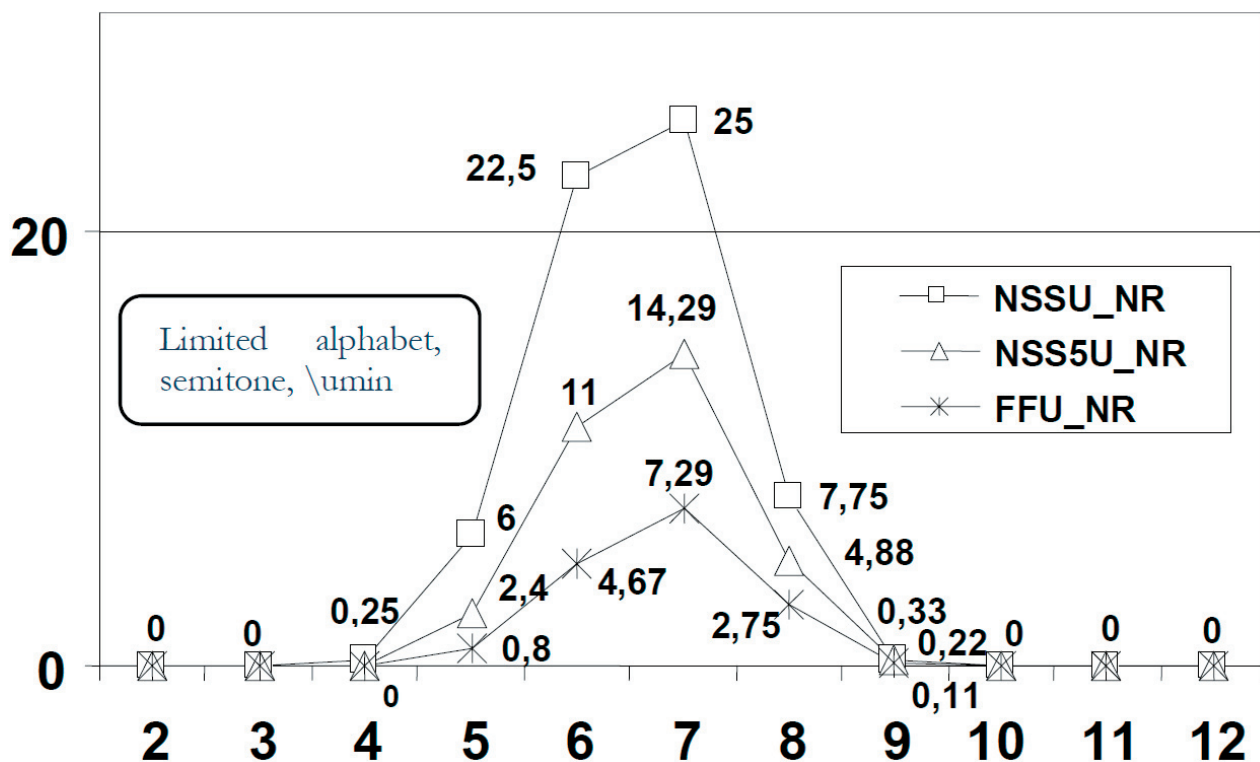 25
22,5
20
NSSU_NR
NSS5U_NR
FFU_NR
Limited alphabet,
semitone, \umin
14,29
11
7,29
6
7,75
4,88
4,67
2,4
2,75
0,25
0,8
0,33
0,22
0 0 0 0 0
0
0
0,11
2 3 4 5 6 7 8 9 10 11 12